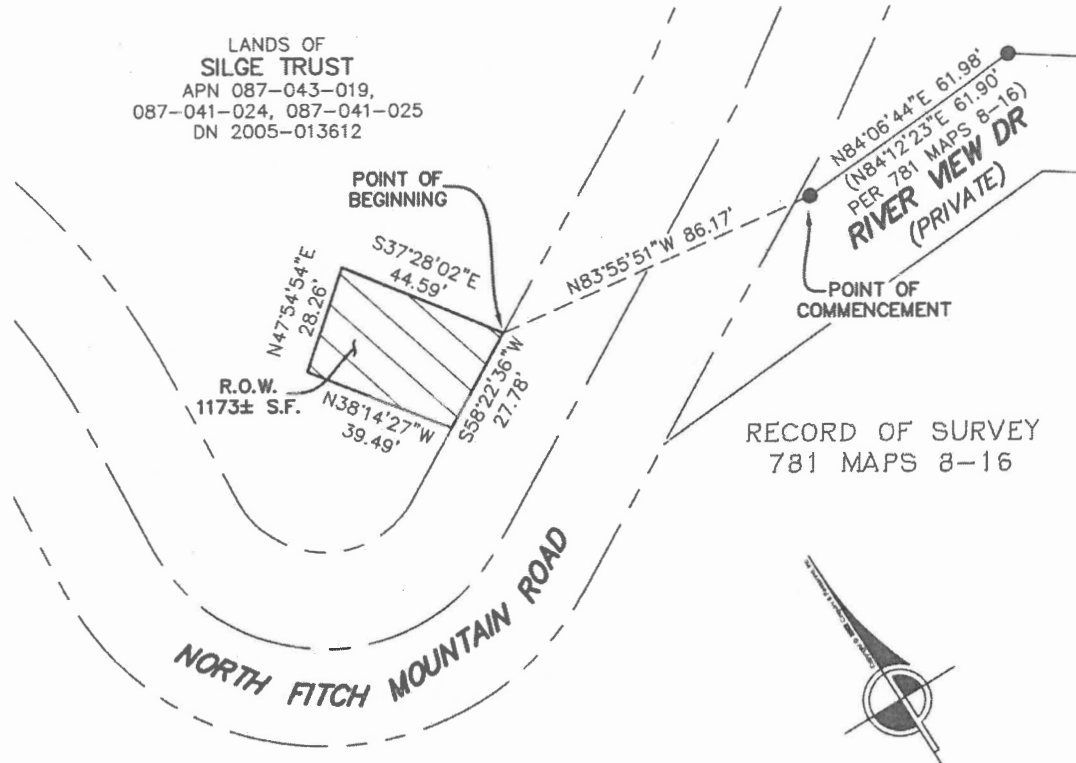 LANDS OF
SILGE TRUST
APN 087-043-019,
087-041-024, 087-041-025
DN 2005-013612
POINT OF
BEGINNING
S37°28'02"E
44.59'
N47°54'54"E
28.26'
R.O.W.
1173± S.F.
N38°14'27"W
39.49'
S58°22'36"W
27.78'
N83°55'51"W 86.17'
N84°06'44"E 61.98'
(N84°12'23"E 61.90'
PER 781 MAPS 8-16)
RIVER VIEW DR
(PRIVATE)
POINT OF
COMMENCEMENT
RECORD OF SURVEY
781 MAPS 8-16
NORTH FITCH MOUNTAIN ROAD